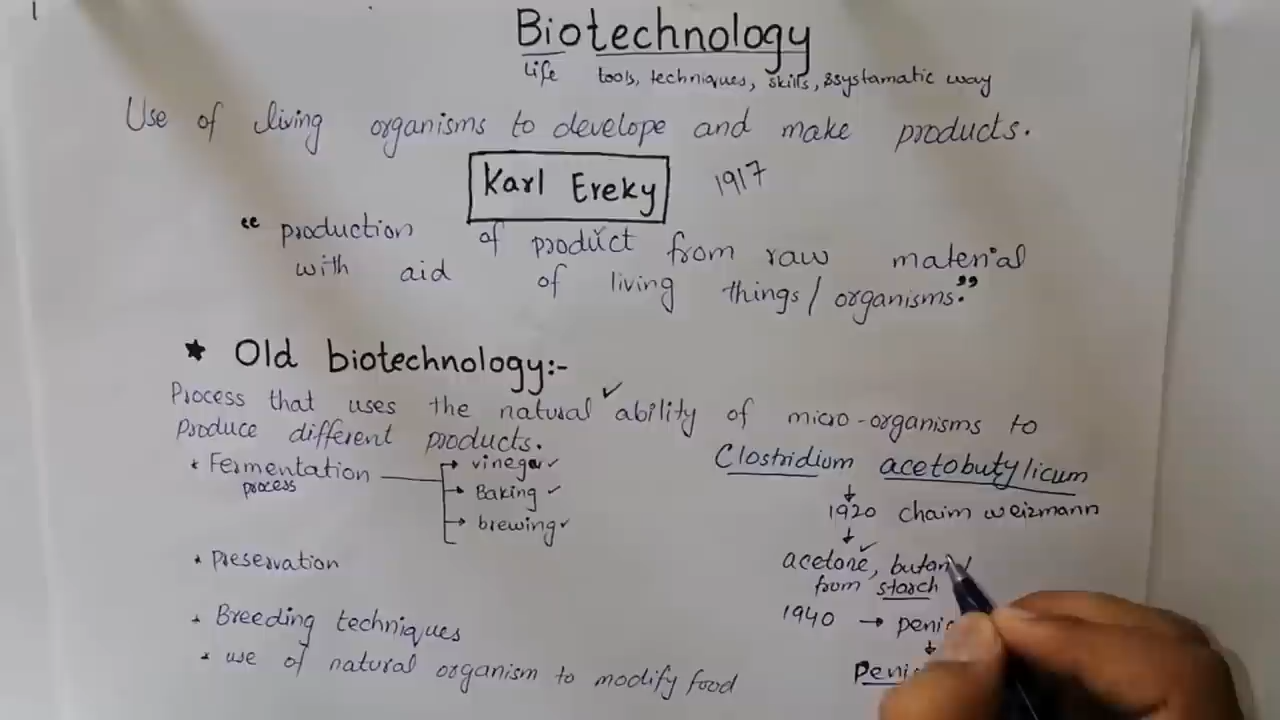 Biotechnology
Life tools, techniques, skills, & systamatic way
Use of living organisms to develope and make products.
Karl Ereky 1917
"production of product from raw material
with aid of living things/organisms."
★ Old biotechnology:-
Process that uses the natural ability of micro-organisms to
Produce different products.
* Fermentation process
vinegar
Baking
brewing
* Preservation
* Breeding techniques
* use of natural organism to modify food
Clostridium acetobutylicum
1920 chaim weizmann
acetone,
from starch
1940 →